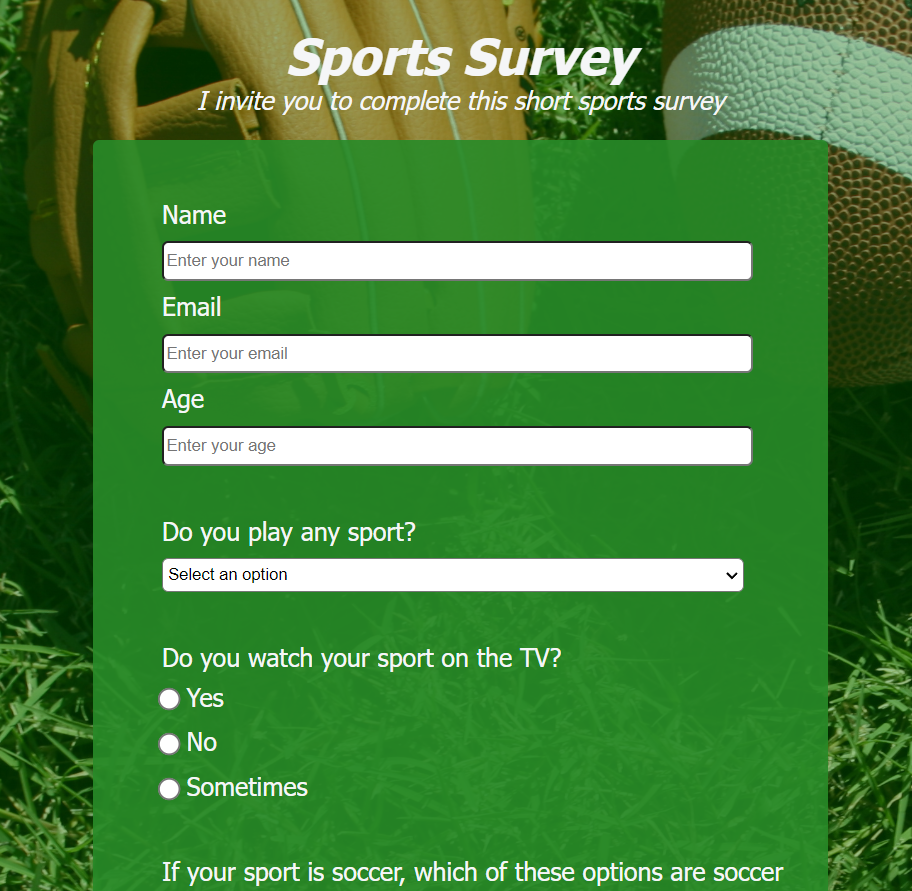 Sports Survey
I invite you to complete this short sports survey
Name
Enter your name
Email
Enter your email
Age
Enter your age
Do you play any sport?
Select an option
Do you watch your sport on the TV?
Yes
No
Sometimes
If your sport is soccer, which of these options are soccer